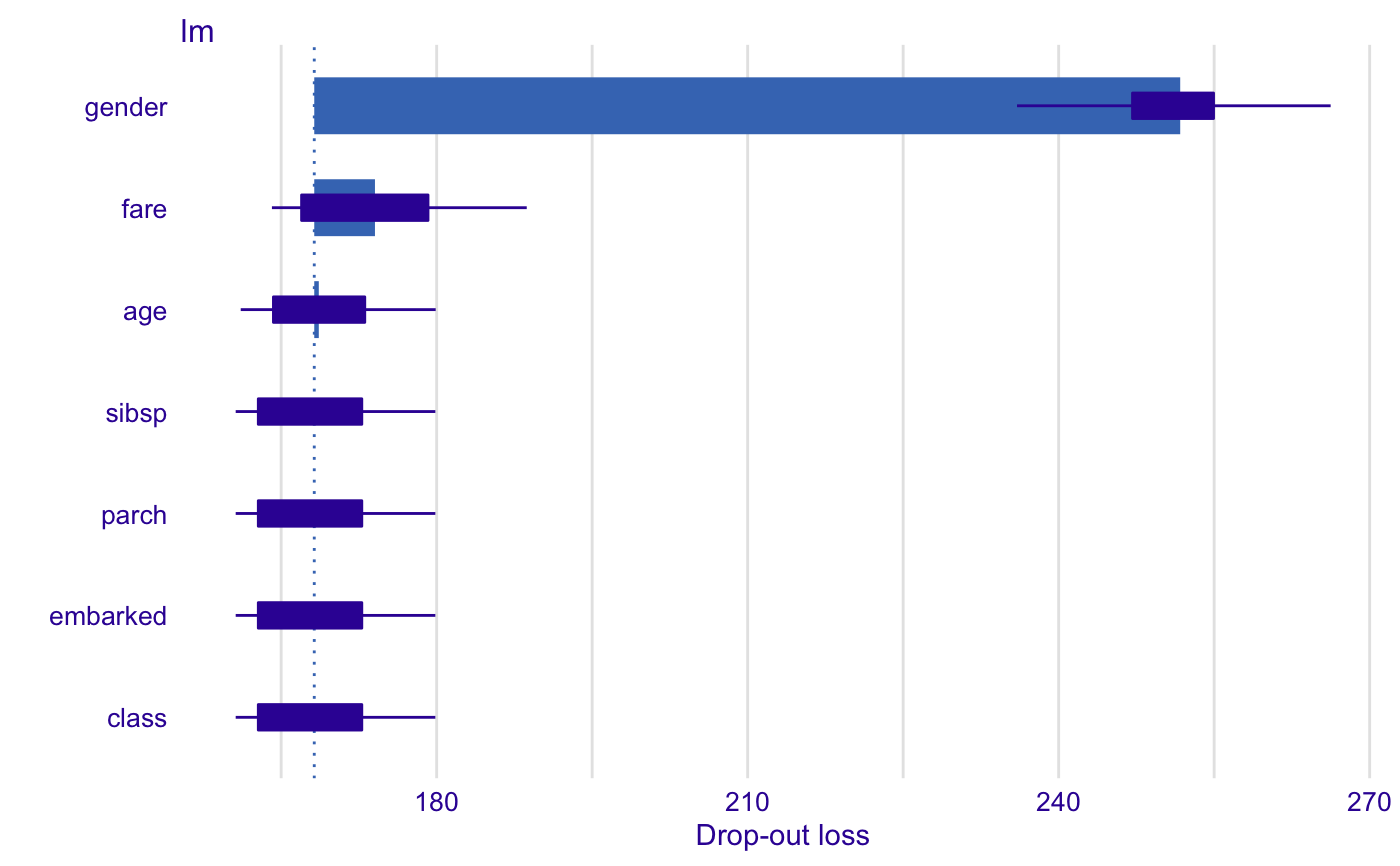 lm
gender
fare
age
sibsp
parch
embarked
class
180 210 240 270
Drop-out loss